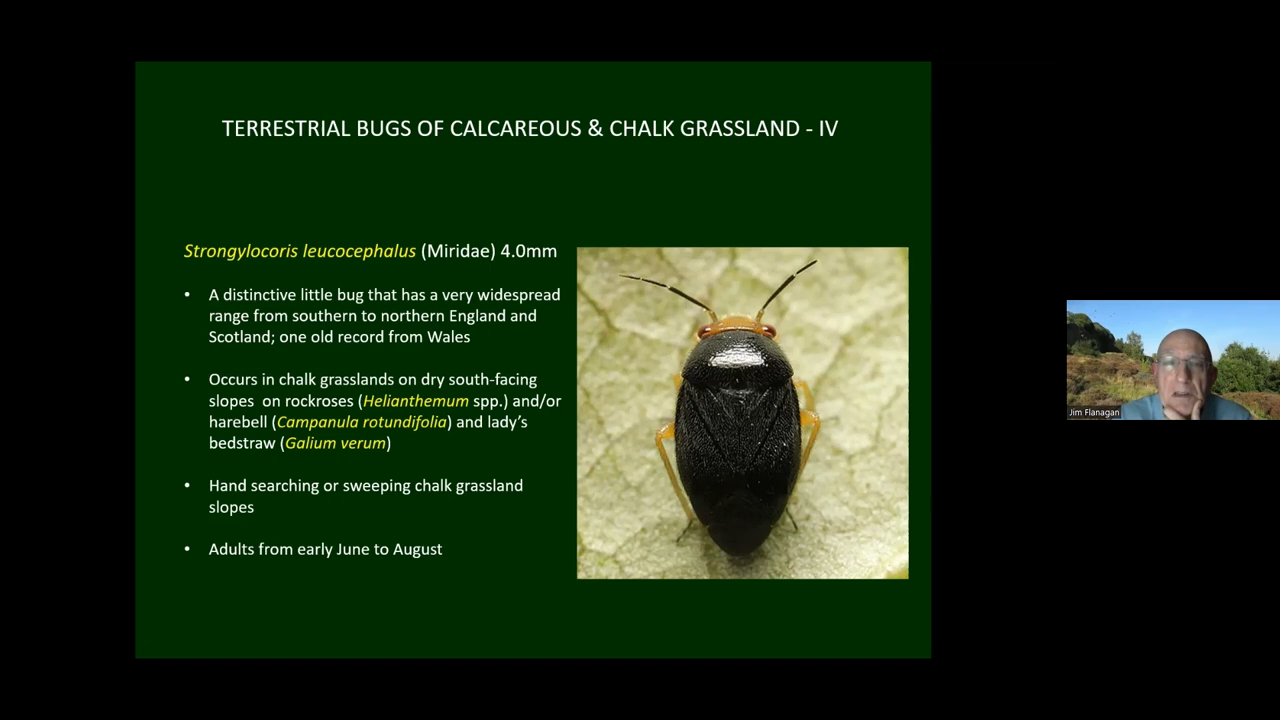 TERRESTRIAL BUGS OF CALCAREOUS & CHALK GRASSLAND - IV
Strongylocoris leucocephalus (Miridae) 4.0mm
• A distinctive little bug that has a very widespread
range from southern to northern England and
Scotland; one old record from Wales
• Occurs in chalk grasslands on dry south-facing
slopes on rockroses (Helianthemum spp.) and/or
harebell (Campanula rotundifolia) and lady's
bedstraw (Galium verum)
• Hand searching or sweeping chalk grassland
slopes
• Adults from early June to August
Jim Flanagan